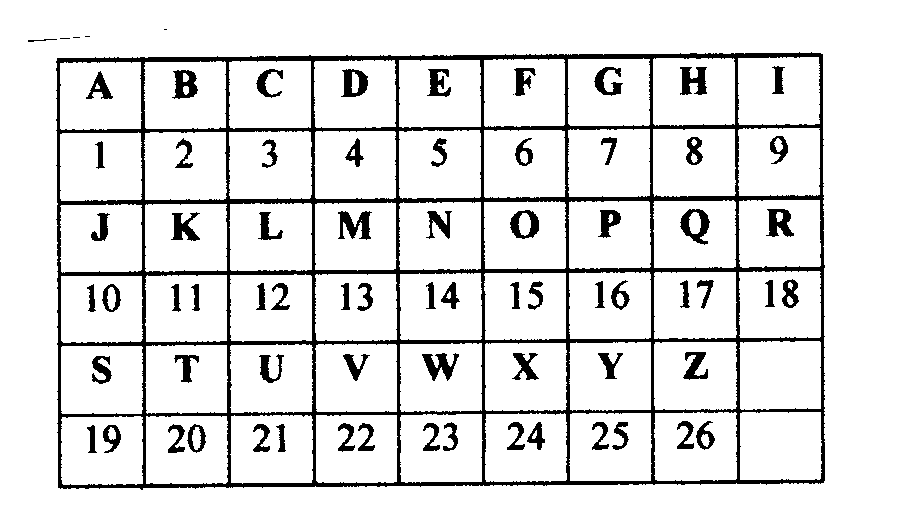 A B C D E F G H I
1 2 3 4 5 6 7 8 9
J K L M N O P Q R
10 11 12 13 14 15 16 17 18
S T U V W X Y Z
19 20 21 22 23 24 25 26